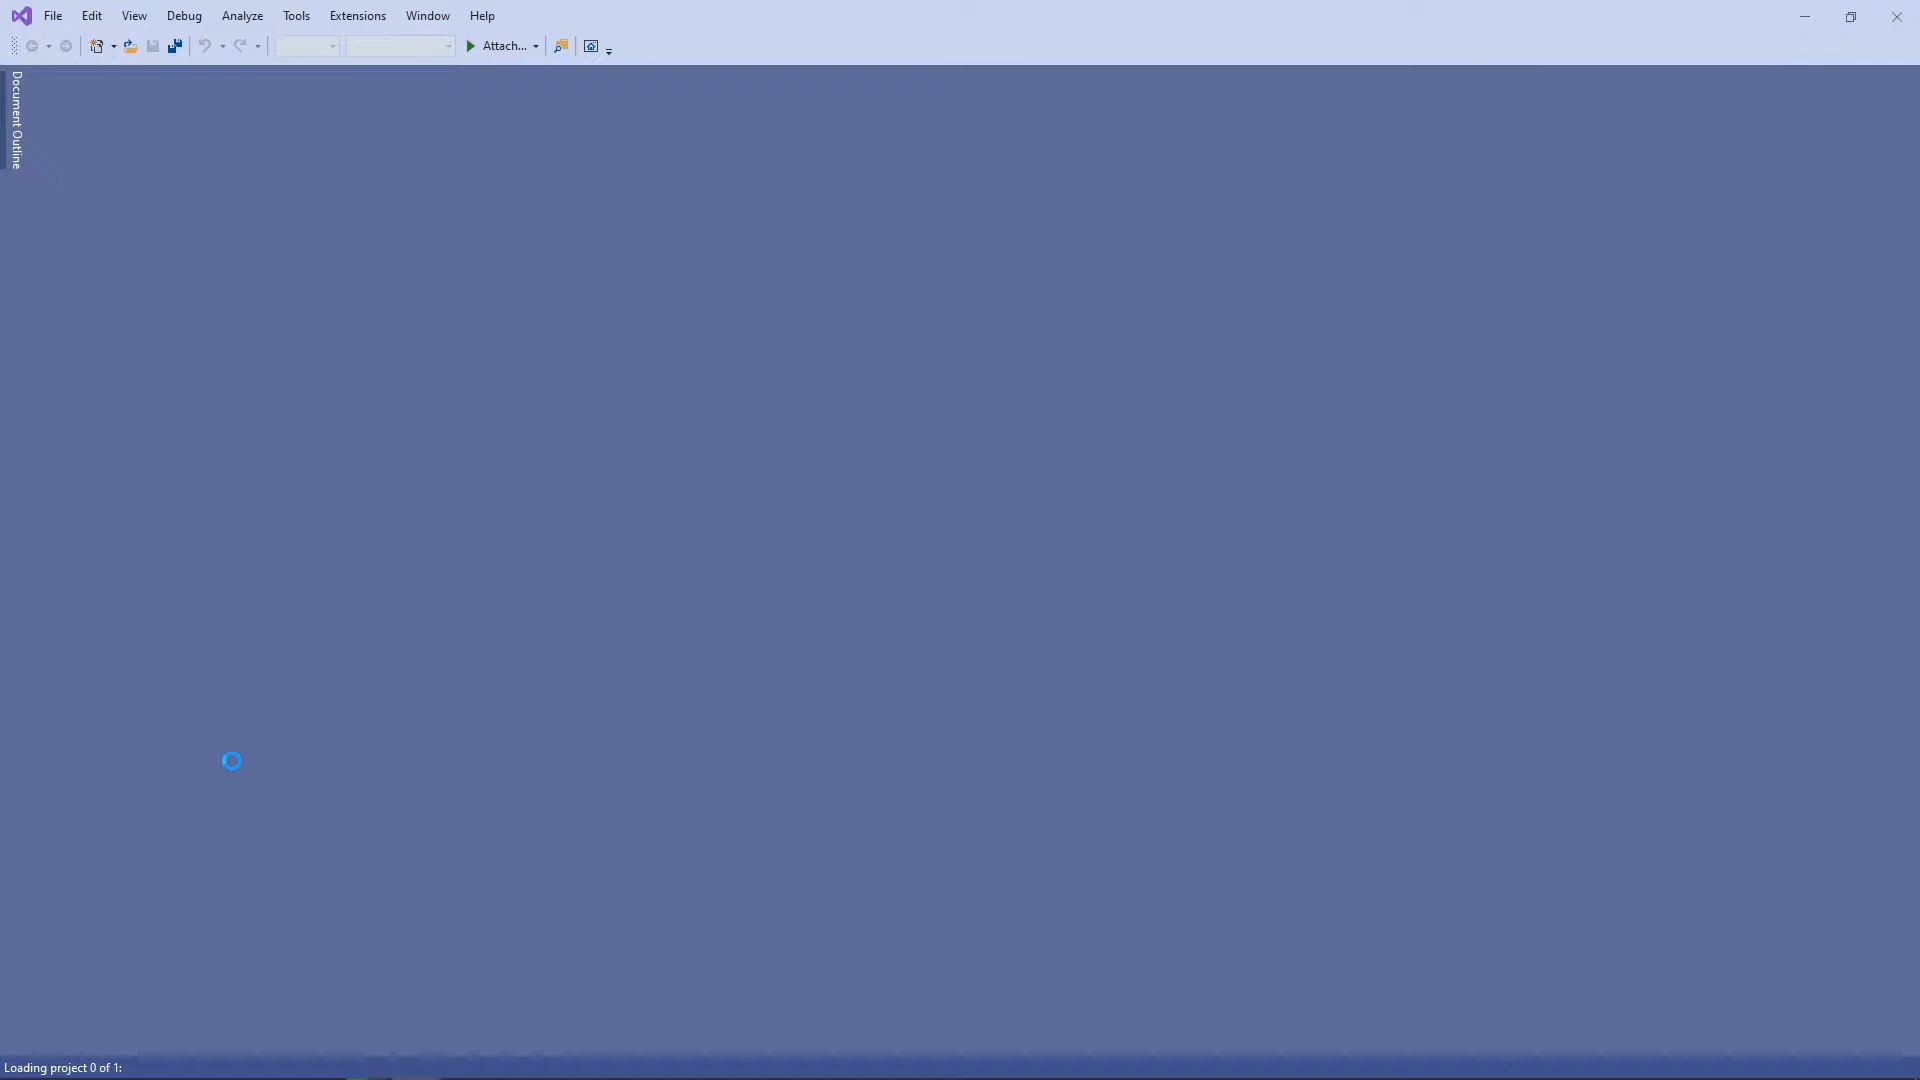 File Edit View Debug Analyze Tools Extensions Window Help
Attach...
Document Outline
Loading project 0 of 1: